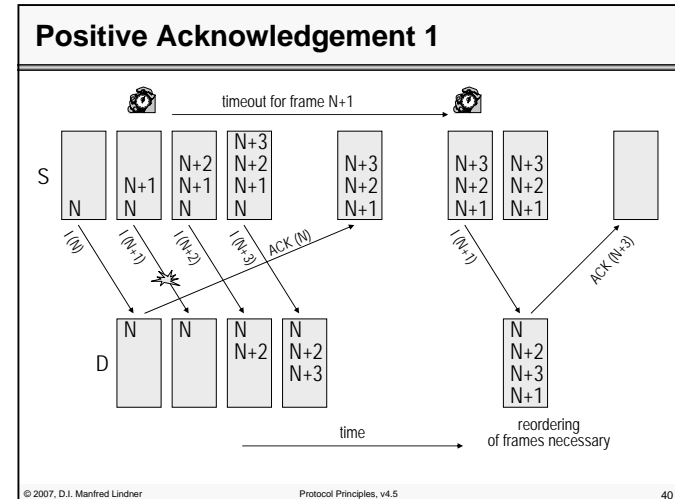 Positive Acknowledgement 1
timeout for frame N+1
S
N
N+1
N
N+2
N+1
N
N+3
N+2
N+1
N
N+3
N+2
N+1
N+3
N+2
N+1
N+3
N+2
N+1
I (N)
I (N+1)
I (N+2)
I (N+3)
ACK (N)
I (N+1)
ACK (N+3)
D
N
N
N
N+2
N
N+2
N+3
N
N+2
N+3
N+1
time
reordering
of frames necessary
© 2007, D.I. Manfred Lindner
Protocol Principles, v4.5
40